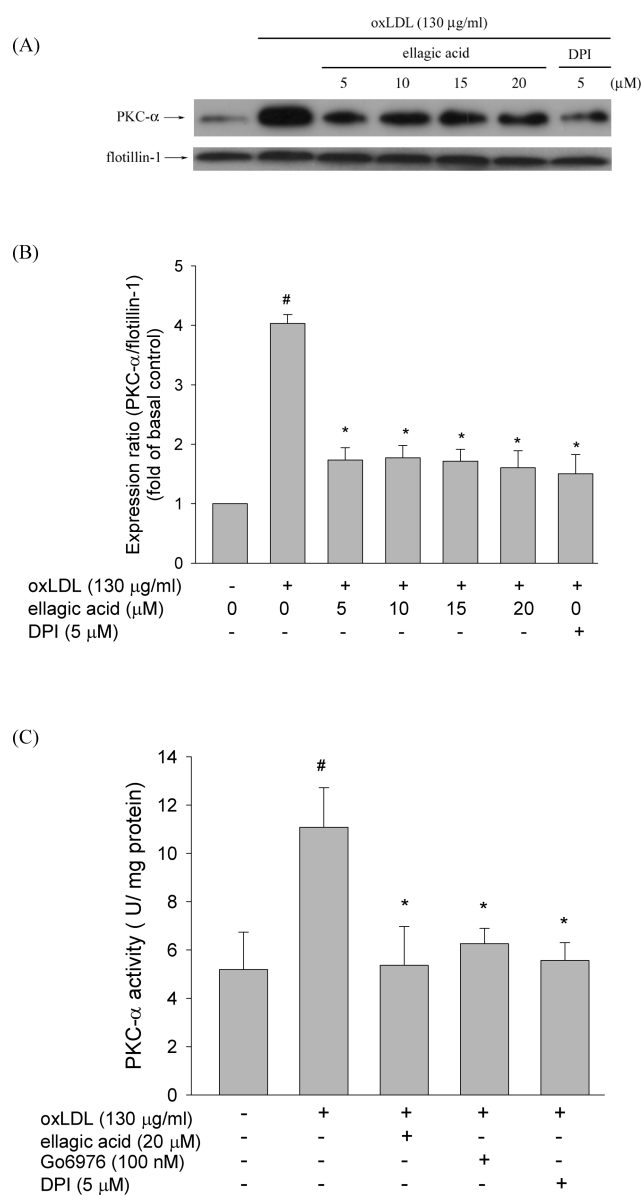 (A)
oxLDL (130 μg/ml)
ellagic acid DPI
5 10 15 20 5 (μM)
PKC-α
flotillin-1
(B)
Expression ratio (PKC-α/flotillin-1)
(fold of basal control)
5
4
3
2
1
0
#
* * * * *
oxLDL (130 μg/ml) - + + + + + +
ellagic acid (μM) 0 0 5 10 15 20 0
DPI (5 μM) - - - - - - +
(C)
PKC-α activity ( U/ mg protein)
14
12
10
8
6
4
2
0
#
* * *
oxLDL (130 μg/ml) - + + + +
ellagic acid (20 μM) - - + - -
Go6976 (100 nM) - - - + -
DPI (5 μM) - - - - +